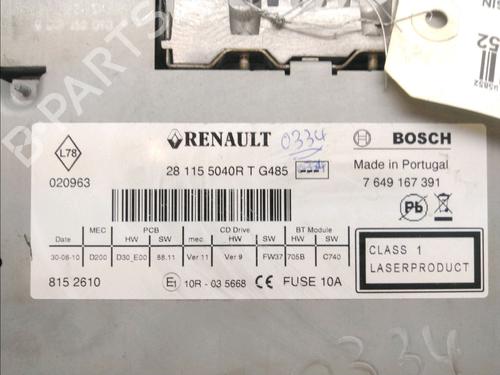 B-PARTS
45852
RENAULT
0334
BOSCH
L78
020963
28 115 5040R T G485
Made in Portugal
7 649 167 391
Pb
MEC PCB CD Drive BT Module
HW SW mec. HW SW HW SW
Date 30-06-10 D200 D30_E00 88.11 Ver 11 Ver 9 FW37 705B C740
CLASS 1
LASERPRODUCT
815 2610
E1 10R - 03 5668 CE FUSE 10A
0334